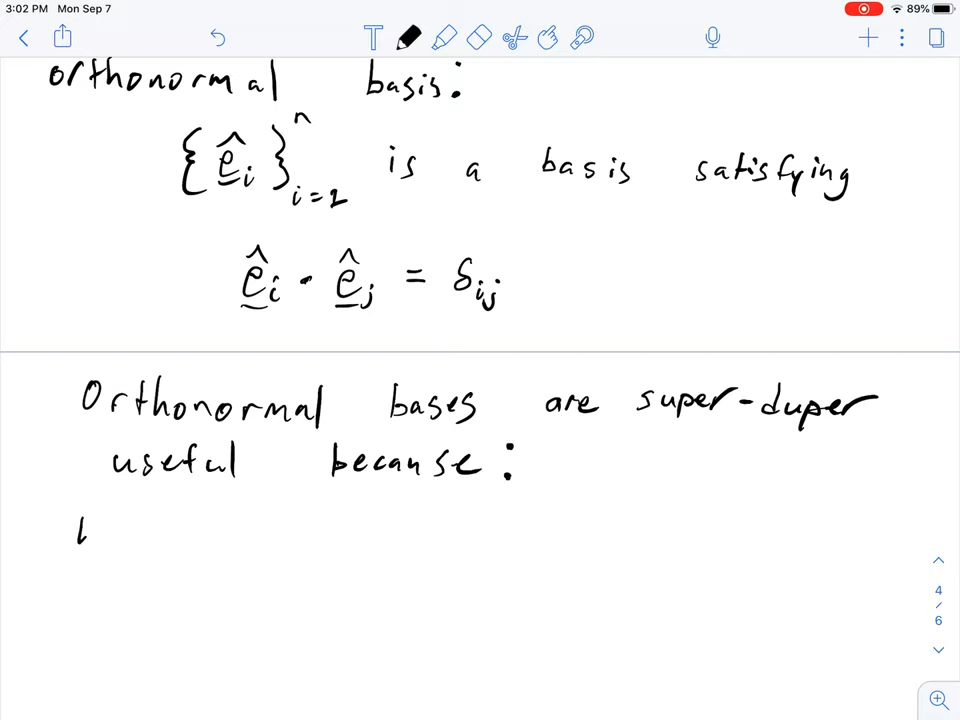 3:02 PM Mon Sep 7 89%
T
orthonormal basis:
{ê_i}_{i=1}^n is a basis satisfying
ê_i · ê_j = δ_ij
Orthonormal bases are super-duper
useful because:
4
/
6